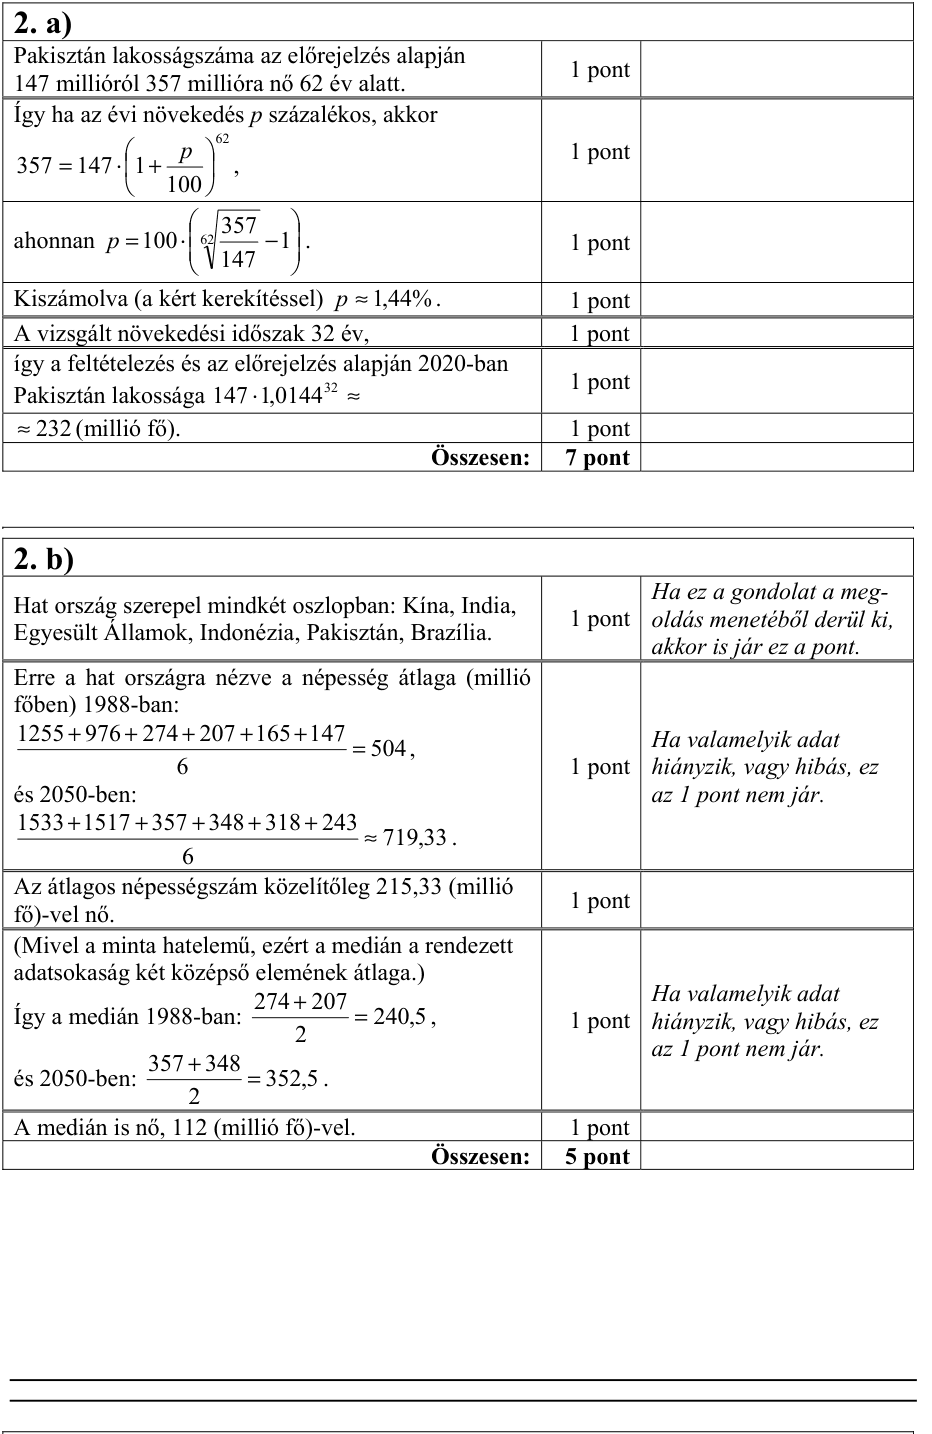 2. a)
Pakisztán lakosságszáma az előrejelzés alapján
147 millióról 357 millióra nő 62 év alatt.
1 pont
Így ha az évi növekedés p százalékos, akkor
357 = 147 · (1 + p/100)^62 ,
1 pont
ahonnan p = 100 · (⁶²√(357/147) − 1) .
1 pont
Kiszámolva (a kért kerekítéssel) p ≈ 1,44% .
1 pont
A vizsgált növekedési időszak 32 év,
1 pont
így a feltételezés és az előrejelzés alapján 2020-ban
Pakisztán lakossága 147 · 1,0144^32 ≈
1 pont
≈ 232 (millió fő).
1 pont
Összesen:
7 pont
2. b)
Hat ország szerepel mindkét oszlopban: Kína, India,
Egyesült Államok, Indonézia, Pakisztán, Brazília.
1 pont
Ha ez a gondolat a meg-
oldás menetéből derül ki,
akkor is jár ez a pont.
Erre a hat országra nézve a népesség átlaga (millió
főben) 1988-ban:
(1255 + 976 + 274 + 207 + 165 + 147)/6 = 504 ,
és 2050-ben:
(1533 + 1517 + 357 + 348 + 318 + 243)/6 ≈ 719,33 .
1 pont
Ha valamelyik adat
hiányzik, vagy hibás, ez
az 1 pont nem jár.
Az átlagos népességszám közelítőleg 215,33 (millió
fő)-vel nő.
1 pont
(Mivel a minta hatelemű, ezért a medián a rendezett
adatsokaság két középső elemének átlaga.)
Így a medián 1988-ban: (274 + 207)/2 = 240,5 ,
és 2050-ben: (357 + 348)/2 = 352,5 .
1 pont
Ha valamelyik adat
hiányzik, vagy hibás, ez
az 1 pont nem jár.
A medián is nő, 112 (millió fő)-vel.
1 pont
Összesen:
5 pont